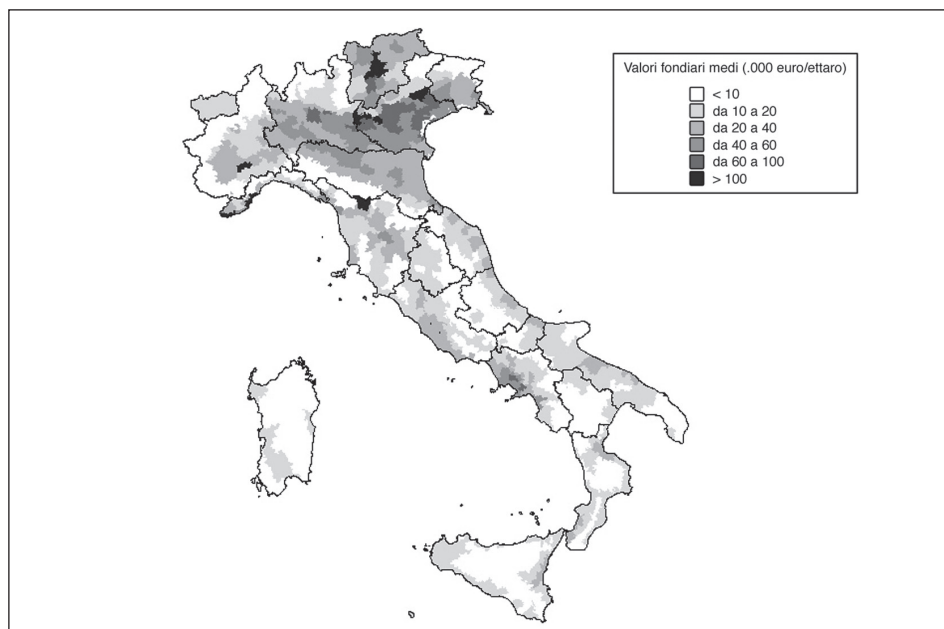 Valori fondiari medi (.000 euro/ettaro)
< 10
da 10 a 20
da 20 a 40
da 40 a 60
da 60 a 100
> 100